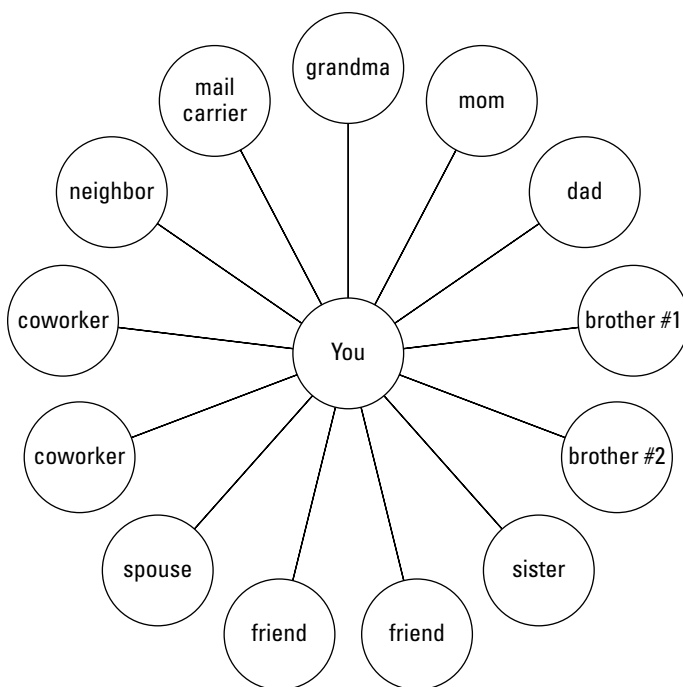 grandma
mail
carrier
mom
neighbor
dad
coworker
brother #1
You
coworker
brother #2
spouse
sister
friend
friend